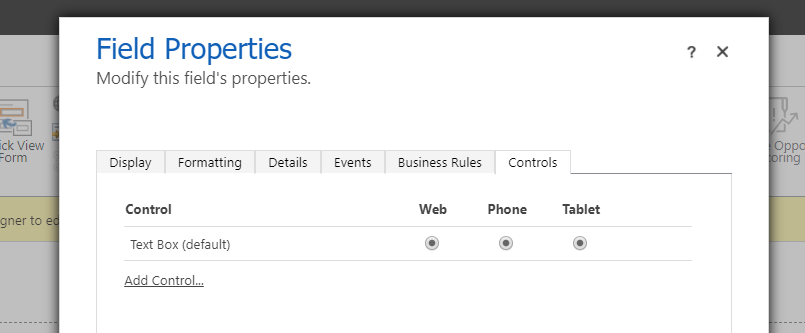 Field Properties
? ×
Modify this field's properties.
ick View
Form
Oppo
oring
Display Formatting Details Events Business Rules Controls
Control Web Phone Tablet
igner to ed
Text Box (default)
Add Control...